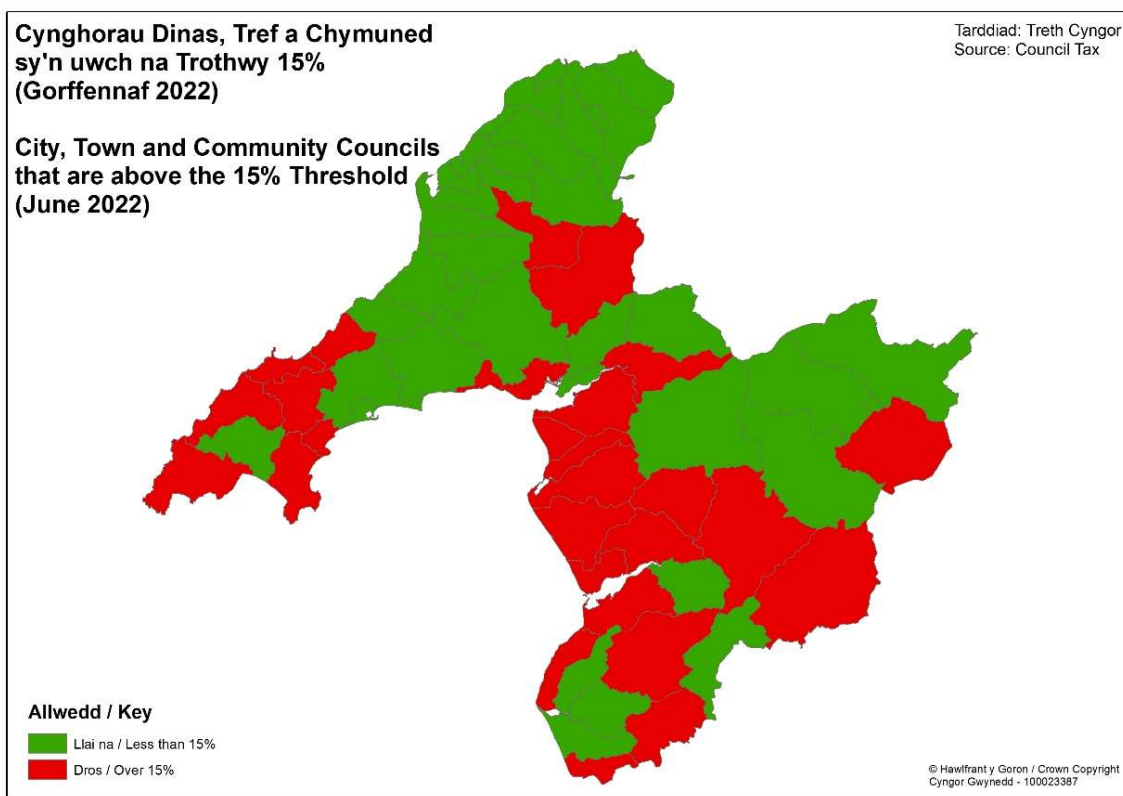 Cynghorau Dinas, Tref a Chymuned
sy'n uwch na Trothwy 15%
(Gorffennaf 2022)
City, Town and Community Councils
that are above the 15% Threshold
(June 2022)
Tarddiad: Treth Cyngor
Source: Council Tax
Allwedd / Key
Llai na / Less than 15%
Dros / Over 15%
© Hawlfrant y Goron / Crown Copyright
Cyngor Gwynedd - 100023387